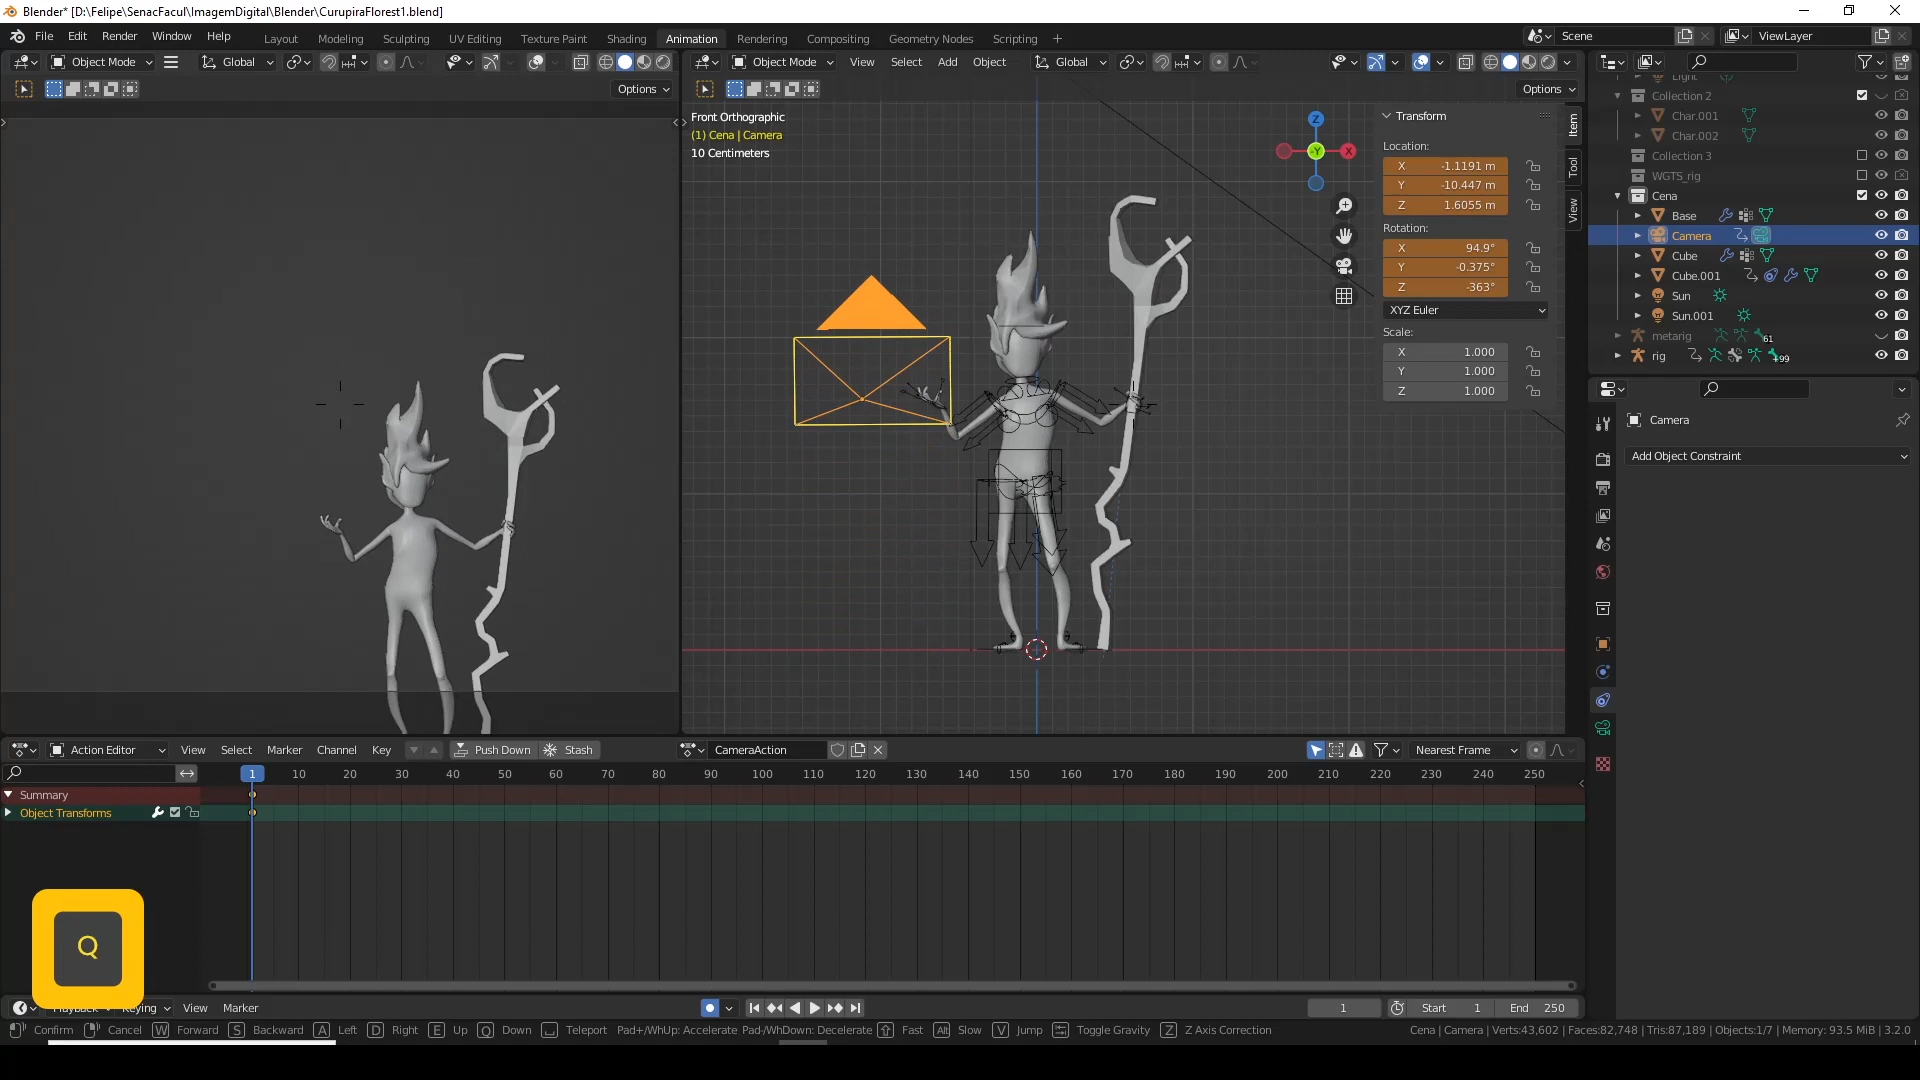 Blender* [D:\Felipe\SenacFacul\ImagemDigital\Blender\CurupiraFlorest1.blend]
File Edit Render Window Help
Layout Modeling Sculpting UV Editing Texture Paint Shading Animation Rendering Compositing Geometry Nodes Scripting +
Scene
ViewLayer
Object Mode
Global
Object Mode View Select Add Object Global
Options
Options
Front Orthographic
(1) Cena | Camera
10 Centimeters
Z
-Y
X
Transform
Location:
X -1.1191 m
Y -10.447 m
Z 1.6055 m
Rotation:
X 94.9°
Y -0.375°
Z -363°
XYZ Euler
Scale:
X 1.000
Y 1.000
Z 1.000
Item
Tool
View
Light
Collection 2
Char.001
Char.002
Collection 3
WGTS_rig
Cena
Base
Camera
Cube
Cube.001
Sun
Sun.001
metarig 61
rig +99
Camera
Add Object Constraint
Action Editor View Select Marker Channel Key Push Down Stash CameraAction Nearest Frame
1 10 20 30 40 50 60 70 80 90 100 110 120 130 140 150 160 170 180 190 200 210 220 230 240 250
Summary
Object Transforms
Q
Playback Keying View Marker
1 Start 1 End 250
Confirm Cancel W Forward S Backward A Left D Right E Up Q Down Teleport Pad+/WhUp: Accelerate Pad-/WhDown: Decelerate Fast Alt Slow V Jump Toggle Gravity Z Z Axis Correction
Cena | Camera | Verts:43,602 | Faces:82,748 | Tris:87,189 | Objects:1/7 | Memory: 93.5 MiB | 3.2.0